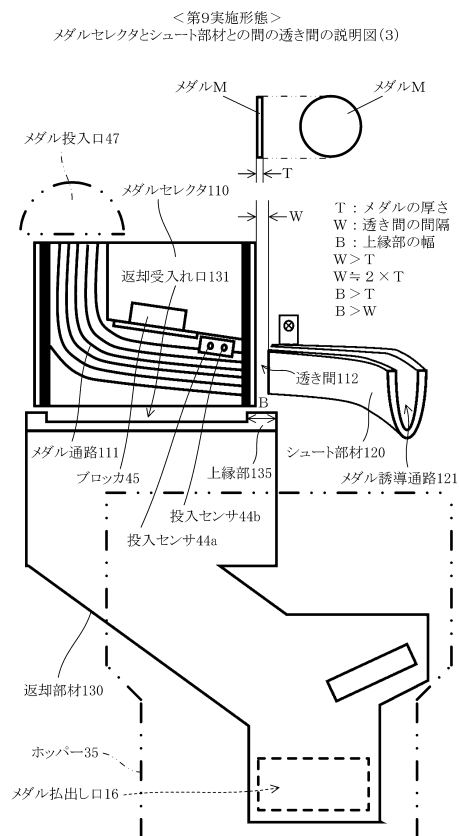 ＜第9実施形態＞
メダルセレクタとシュート部材との間の透き間の説明図(3)
メダルM
メダルM
メダル投入口47
T
メダルセレクタ110
W
T：メダルの厚さ
W：透き間の間隔
B：上縁部の幅
W＞T
W≒2×T
B＞T
B＞W
返却受入れ口131
透き間112
B
メダル通路111
シュート部材120
ブロッカ45
上縁部135
メダル誘導通路121
投入センサ44b
投入センサ44a
返却部材130
ホッパー35
メダル払出し口16